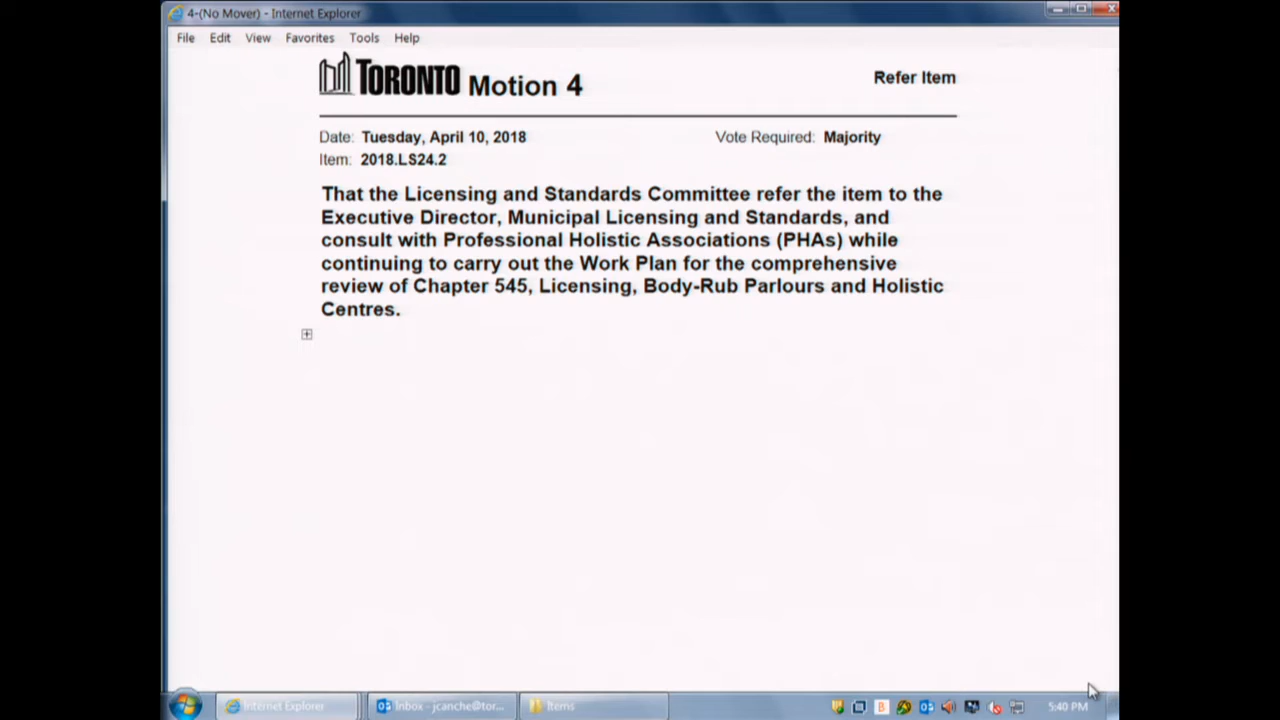 4-(No Mover) - Internet Explorer
File Edit View Favorites Tools Help
TORONTO Motion 4
Refer Item
Date: Tuesday, April 10, 2018
Vote Required: Majority
Item: 2018.LS24.2
That the Licensing and Standards Committee refer the item to the
Executive Director, Municipal Licensing and Standards, and
consult with Professional Holistic Associations (PHAs) while
continuing to carry out the Work Plan for the comprehensive
review of Chapter 545, Licensing, Body-Rub Parlours and Holistic
Centres.
Internet Explorer
Inbox - jcanche@tor...
Items
5:40 PM